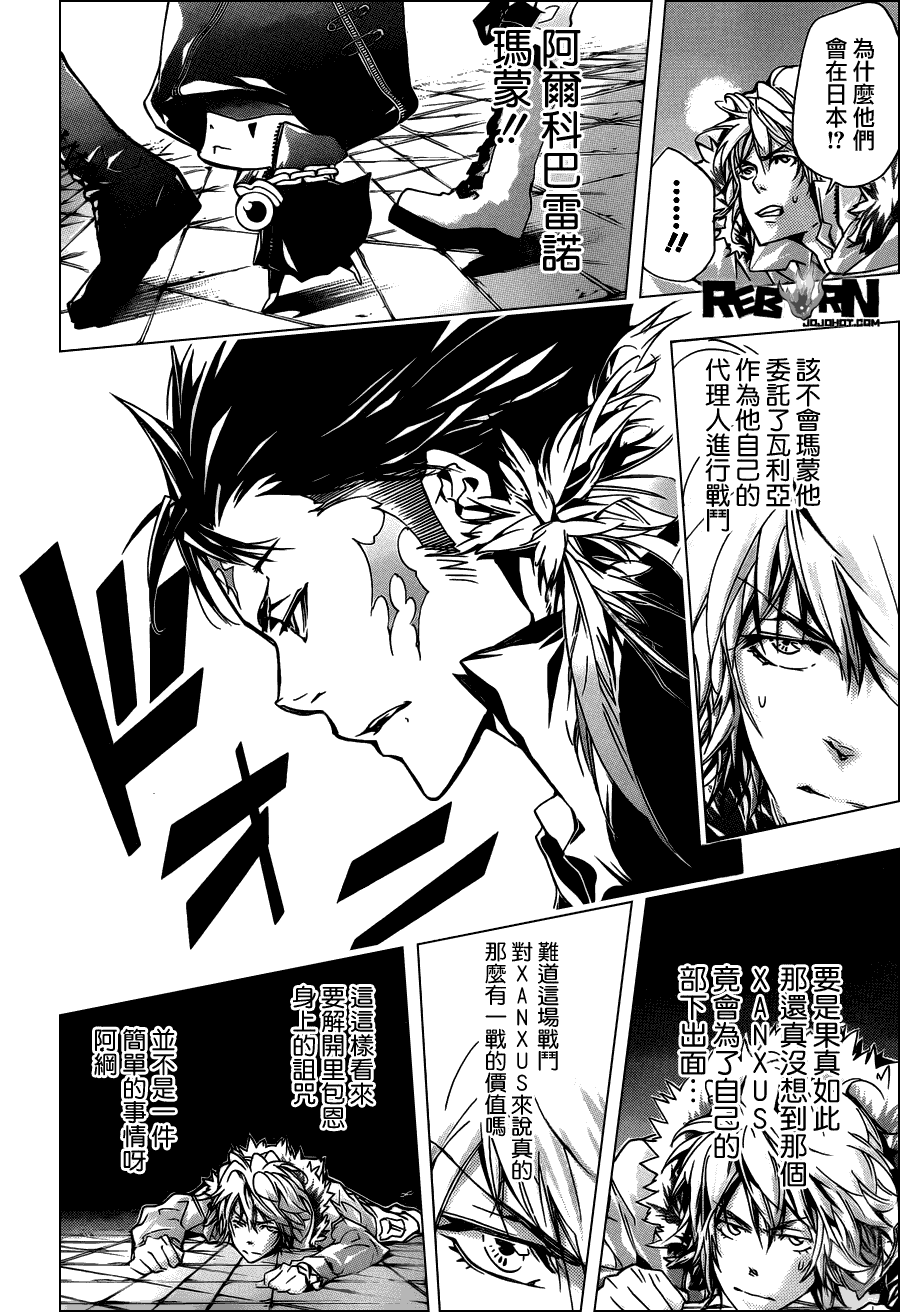 為什麼他們
會在日本!?
………!!
阿爾科巴雷諾
瑪蒙!!
REBORN
JOJOHOT.COM
該不會瑪蒙他
委託了瓦利亞
作為他自己的
代理人進行戰鬥
ドオン
要是果真如此
那還真沒想到那個
XANXUS
竟會為了自己的
部下出面…
難道這場戰鬥
對XANXUS來說真的
那麼有一戰的價值嗎
這這樣看來
要解開里包恩
身上的詛咒
並不是一件
簡單的事情呀
阿綱